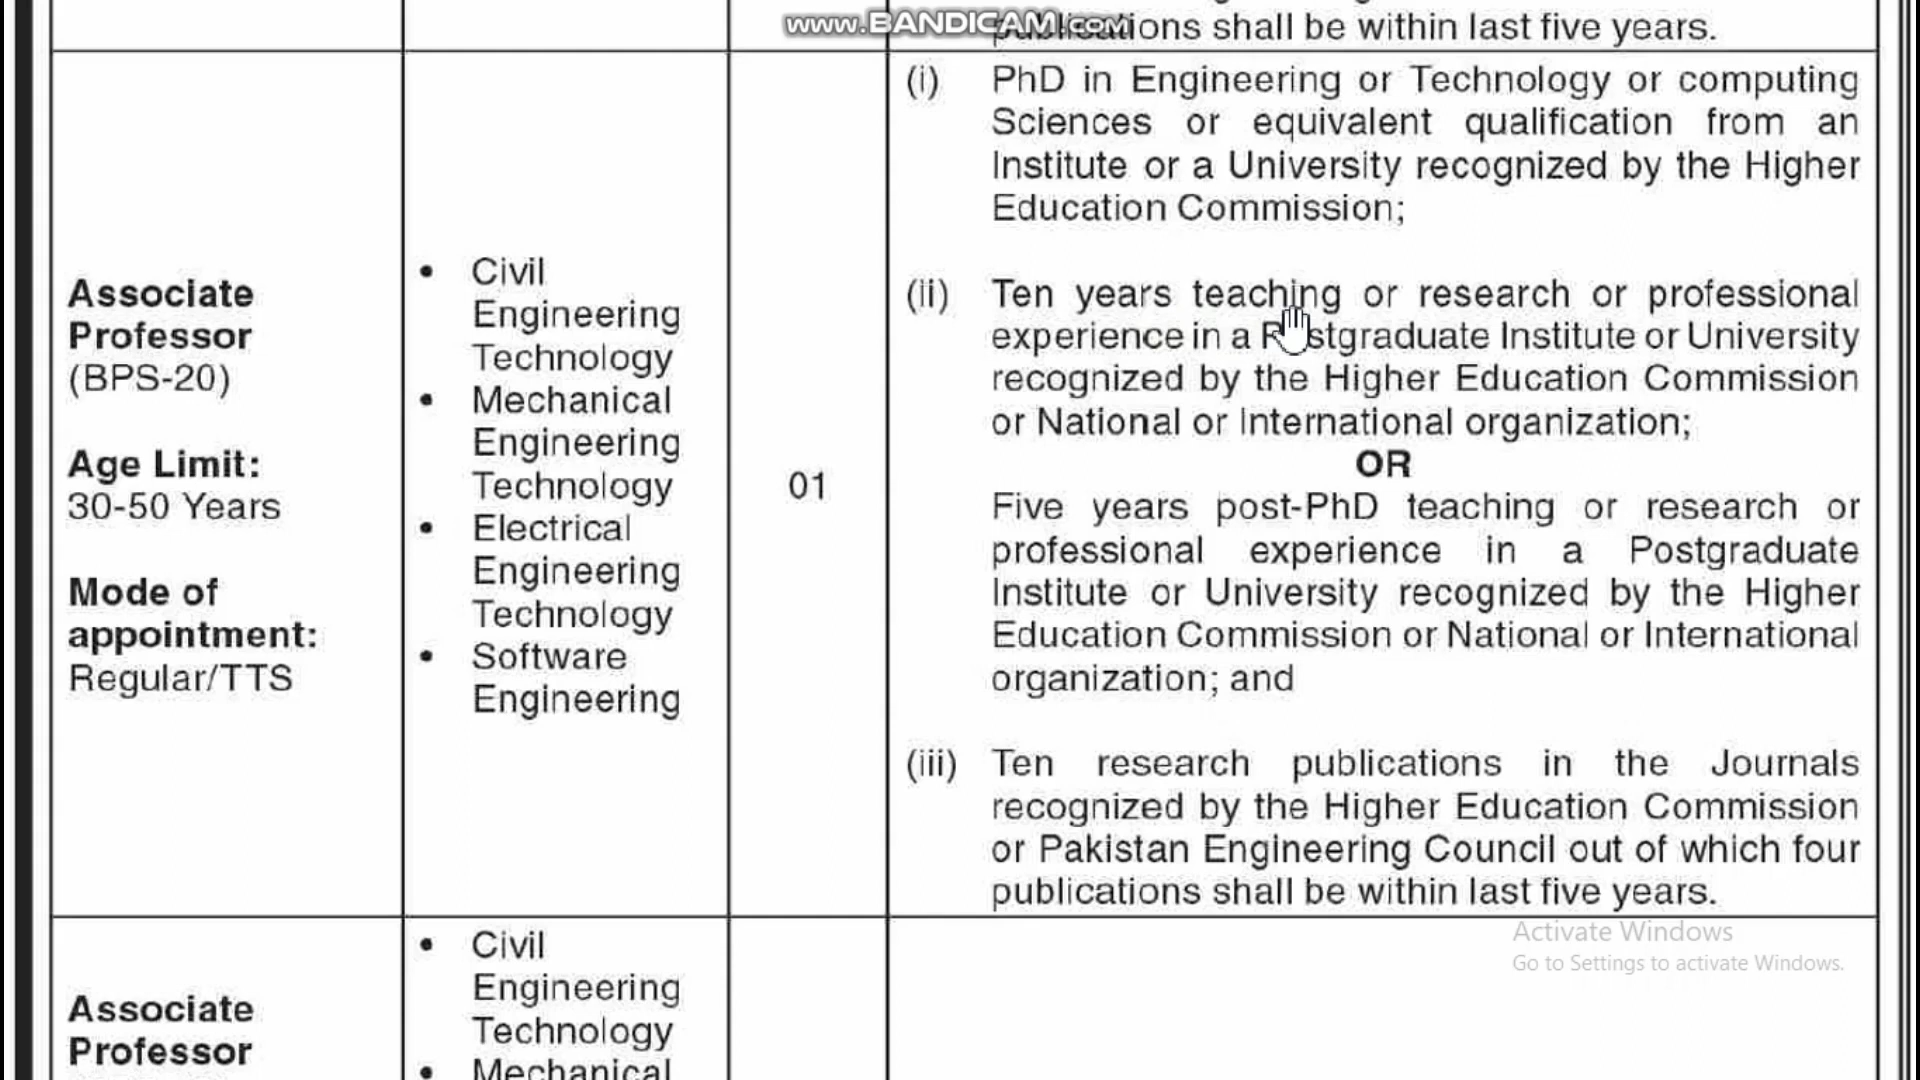 www.BANDICAM.com
publications shall be within last five years.
Associate
Professor
(BPS-20)
Age Limit:
30-50 Years
Mode of
appointment:
Regular/TTS
• Civil
Engineering
Technology
• Mechanical
Engineering
Technology
• Electrical
Engineering
Technology
• Software
Engineering
01
(i) PhD in Engineering or Technology or computing
Sciences or equivalent qualification from an
Institute or a University recognized by the Higher
Education Commission;
(ii) Ten years teaching or research or professional
experience in a Postgraduate Institute or University
recognized by the Higher Education Commission
or National or International organization;
OR
Five years post-PhD teaching or research or
professional experience in a Postgraduate
Institute or University recognized by the Higher
Education Commission or National or International
organization; and
(iii) Ten research publications in the Journals
recognized by the Higher Education Commission
or Pakistan Engineering Council out of which four
publications shall be within last five years.
Activate Windows
Go to Settings to activate Windows.
Associate
Professor
• Civil
Engineering
Technology
• Mechanical